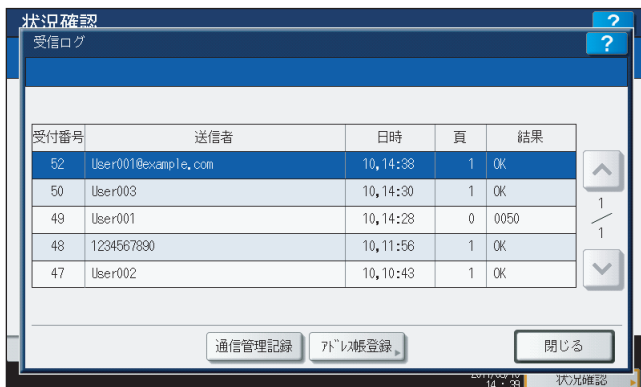 状況確認 ?
受信ログ ?
受付番号 送信者 日時 頁 結果
52 User001@example.com 10,14:38 1 OK
50 User003 10,14:30 1 OK
49 User001 10,14:28 0 0050
48 1234567890 10,11:56 1 OK
47 User002 10,10:43 1 OK
1/1
通信管理記録 ｱﾄﾞﾚｽ帳登録 閉じる
14:39 状況確認